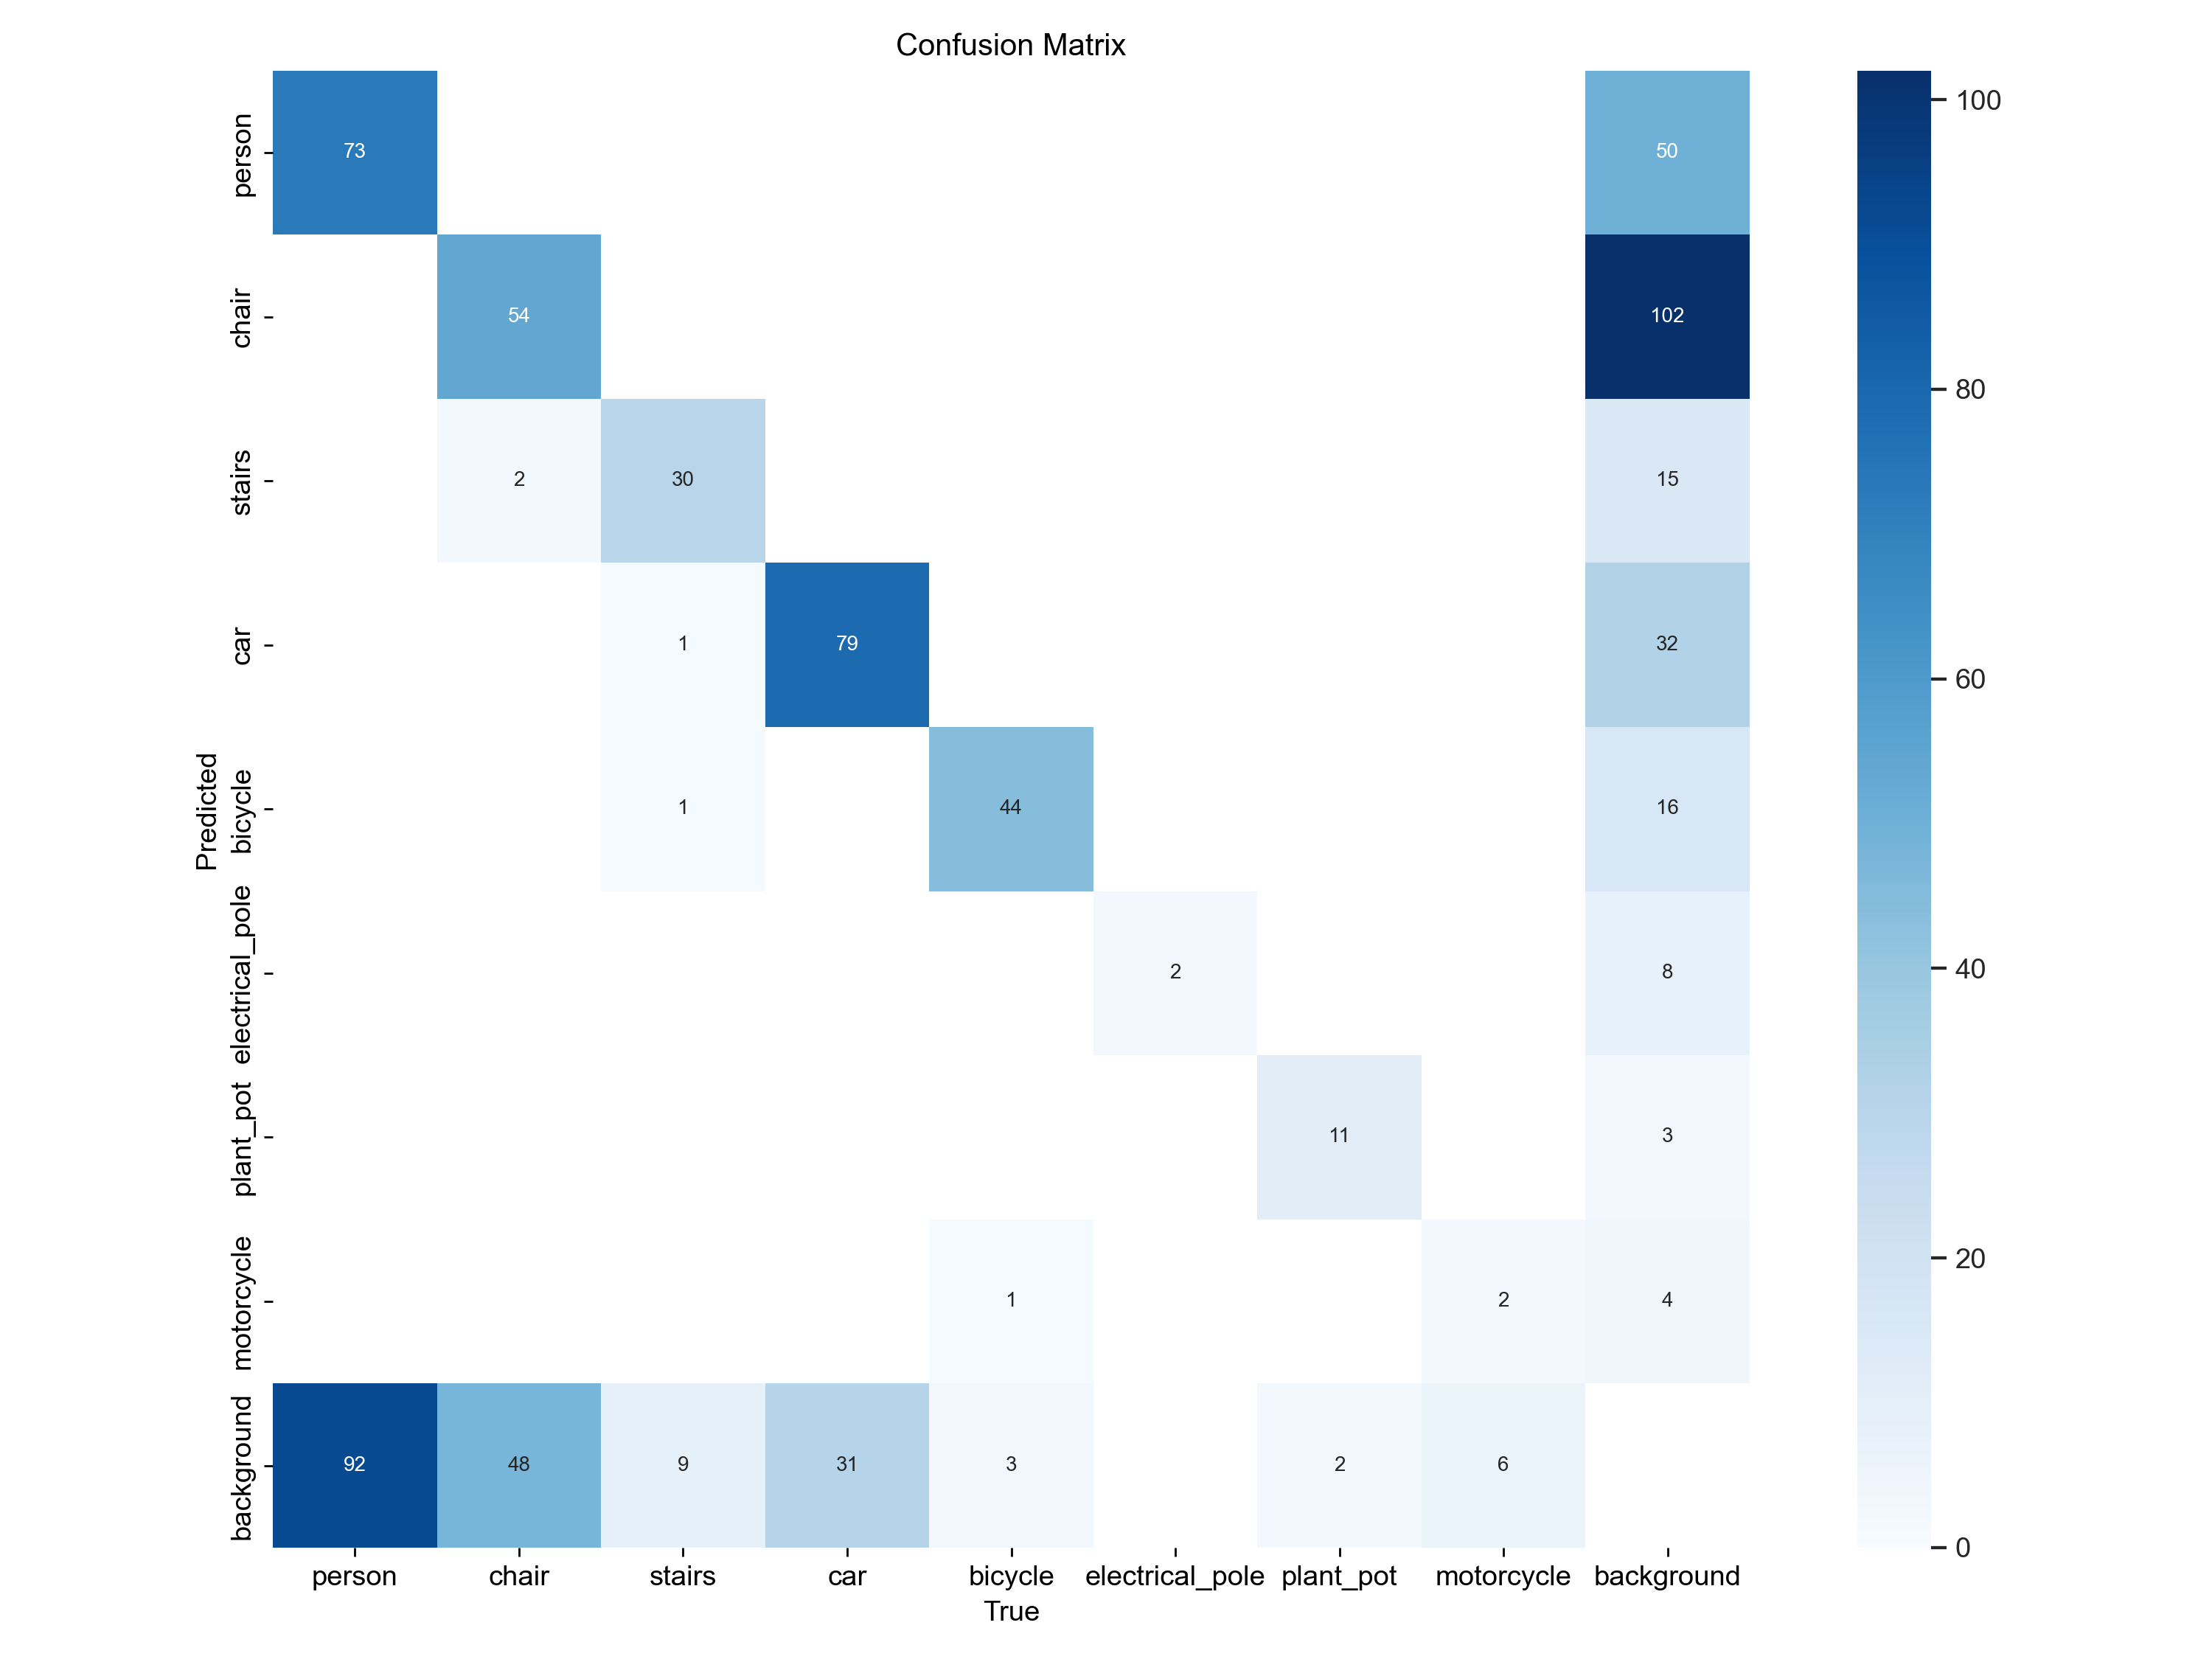 Confusion Matrix
person
73
50
100
chair
54
102
80
stairs
2
30
15
car
1
79
32
60
Predicted
bicycle
1
44
16
electrical_pole
2
8
40
plant_pot
11
3
motorcycle
1
2
4
20
background
92
48
9
31
3
2
6
0
person chair stairs car bicycle electrical_pole plant_pot motorcycle background
True